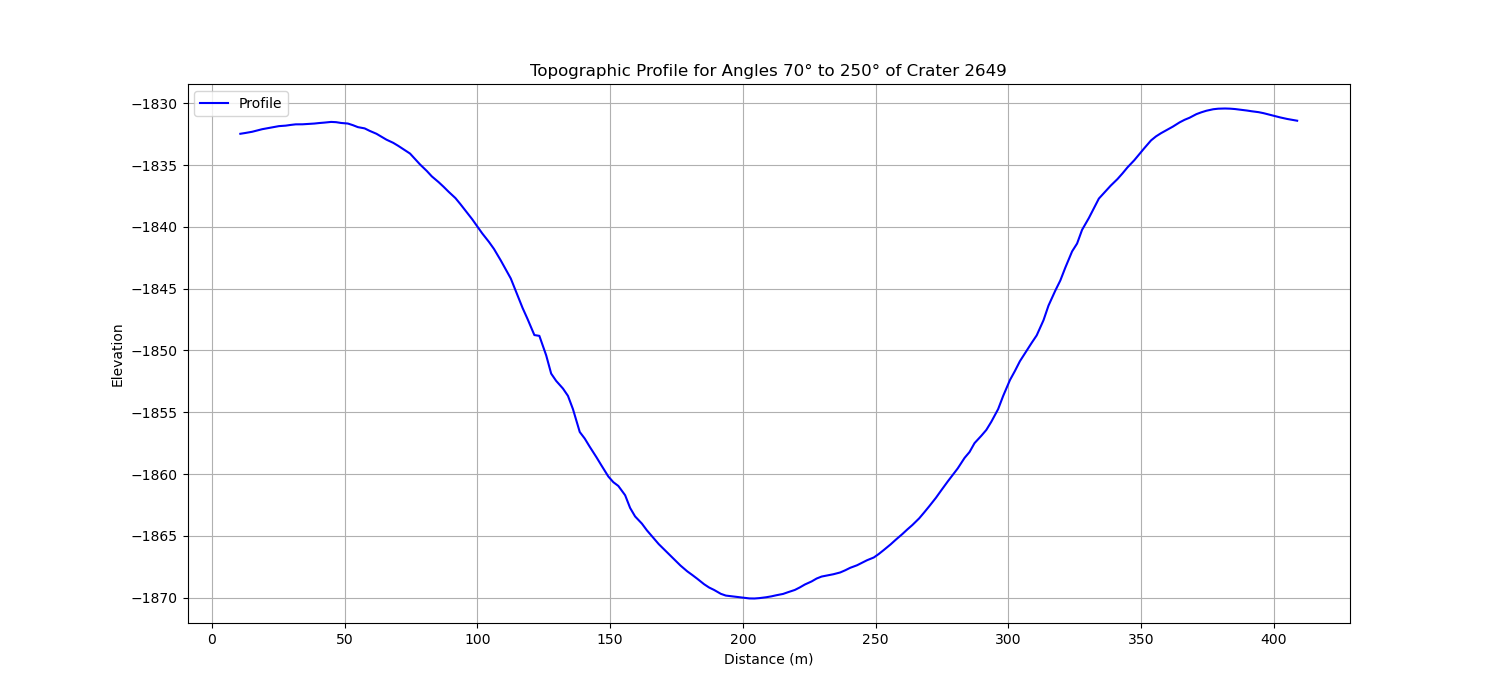 Topographic Profile for Angles 70° to 250° of Crater 2649
Profile
−1830
−1835
−1840
−1845
−1850
−1855
−1860
−1865
−1870
Elevation
0 50 100 150 200 250 300 350 400
Distance (m)